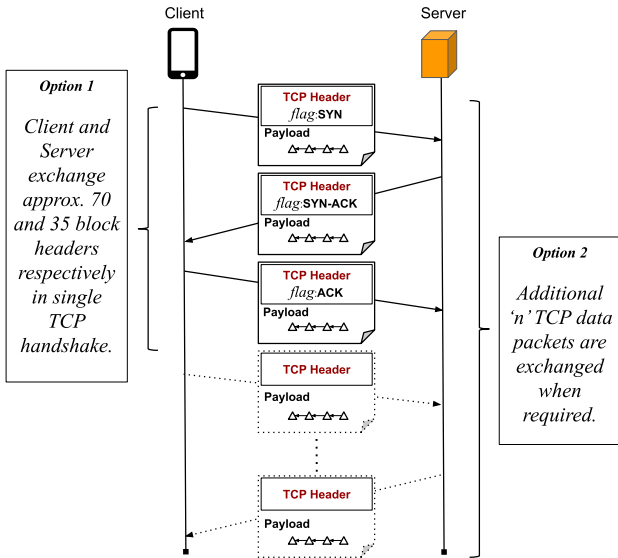 Client
Server
Option 1
Client and
Server
exchange
approx. 70
and 35 block
headers
respectively
in single
TCP
handshake.
TCP Header
flag:SYN
Payload
TCP Header
flag:SYN-ACK
Payload
TCP Header
flag:ACK
Payload
TCP Header
Payload
TCP Header
Payload
Option 2
Additional
‘n’ TCP data
packets are
exchanged
when
required.